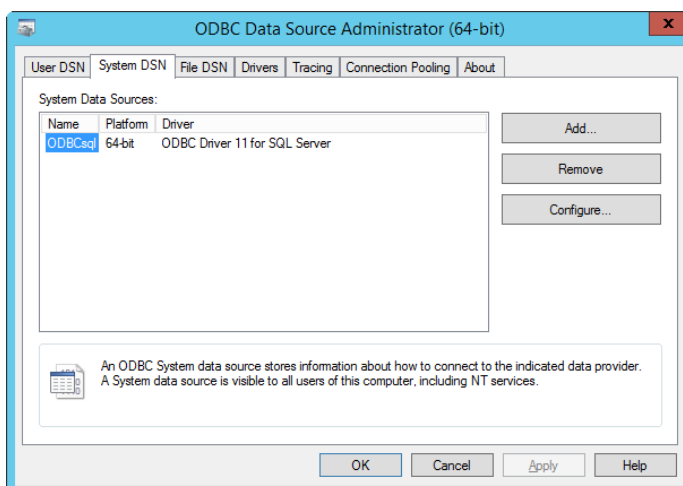 ODBC Data Source Administrator (64-bit)
x
User DSN System DSN File DSN Drivers Tracing Connection Pooling About
System Data Sources:
Name Platform Driver
ODBCsql 64-bit ODBC Driver 11 for SQL Server
Add...
Remove
Configure...
An ODBC System data source stores information about how to connect to the indicated data provider.
A System data source is visible to all users of this computer, including NT services.
OK Cancel Apply Help